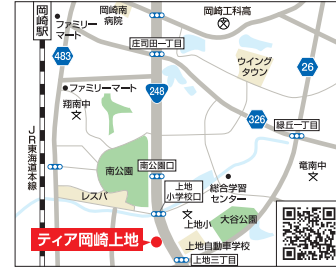 岡崎駅
ファミリー
マート
岡崎南
病院
岡崎工科高
庄司田一丁目
483
ウイング
タウン
26
ファミリーマート
248
翔南中
326
緑丘一丁目
JR東海道本線
南公園
南公園口
竜南中
レスパ
上地
小学校口
総合学習
センター
上地小
大谷公園
ティア岡崎上地
上地自動車学校
上地三丁目